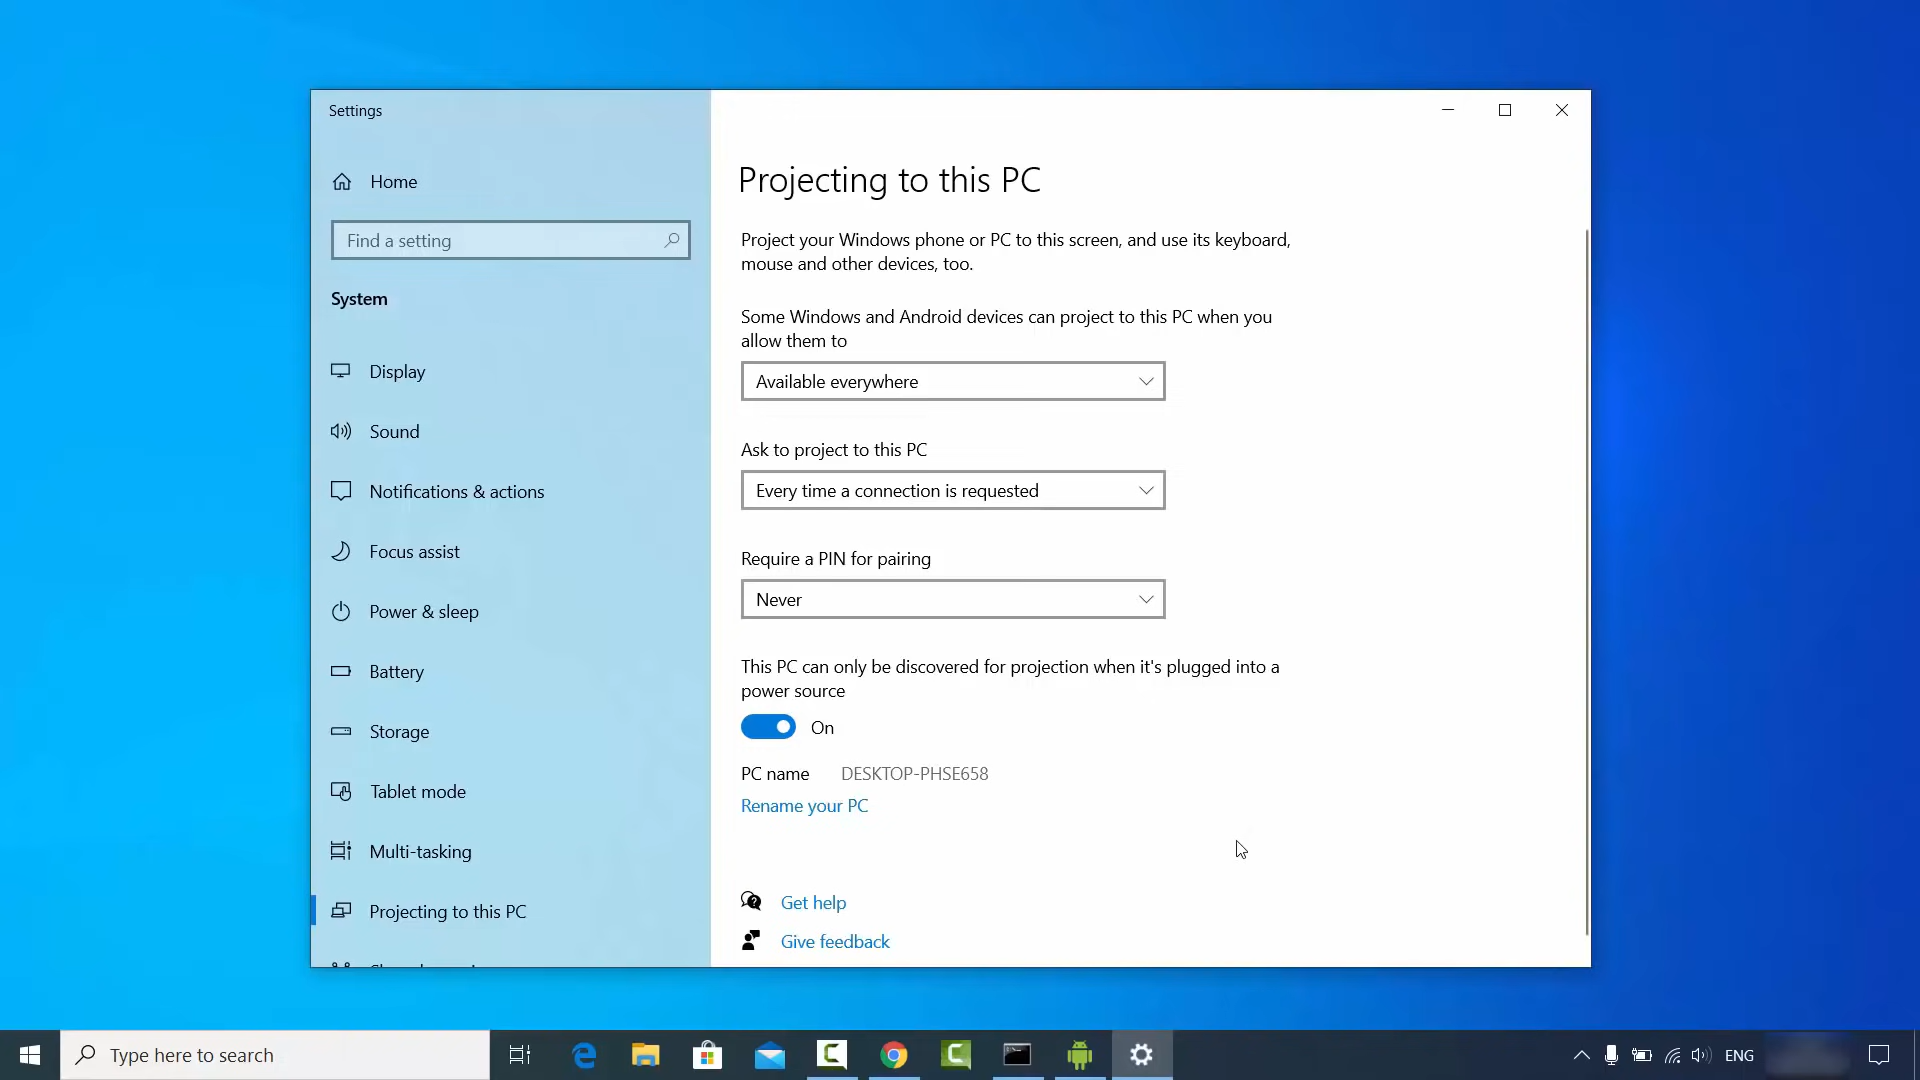 Settings
Home
Find a setting
System
Display
Sound
Notifications & actions
Focus assist
Power & sleep
Battery
Storage
Tablet mode
Multi-tasking
Projecting to this PC
Projecting to this PC
Project your Windows phone or PC to this screen, and use its keyboard,
mouse and other devices, too.
Some Windows and Android devices can project to this PC when you
allow them to
Available everywhere
Ask to project to this PC
Every time a connection is requested
Require a PIN for pairing
Never
This PC can only be discovered for projection when it's plugged into a
power source
On
PC name DESKTOP-PHSE658
Rename your PC
Get help
Give feedback
Type here to search
ENG